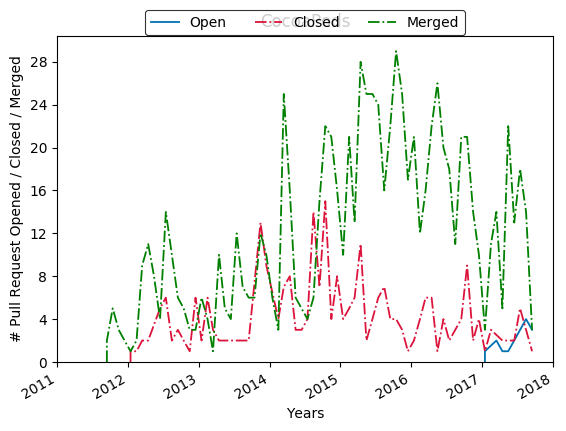 CocoaPods
Open Closed Merged
# Pull Request Opened / Closed / Merged
28
24
20
16
12
8
4
0
2011 2012 2013 2014 2015 2016 2017 2018
Years